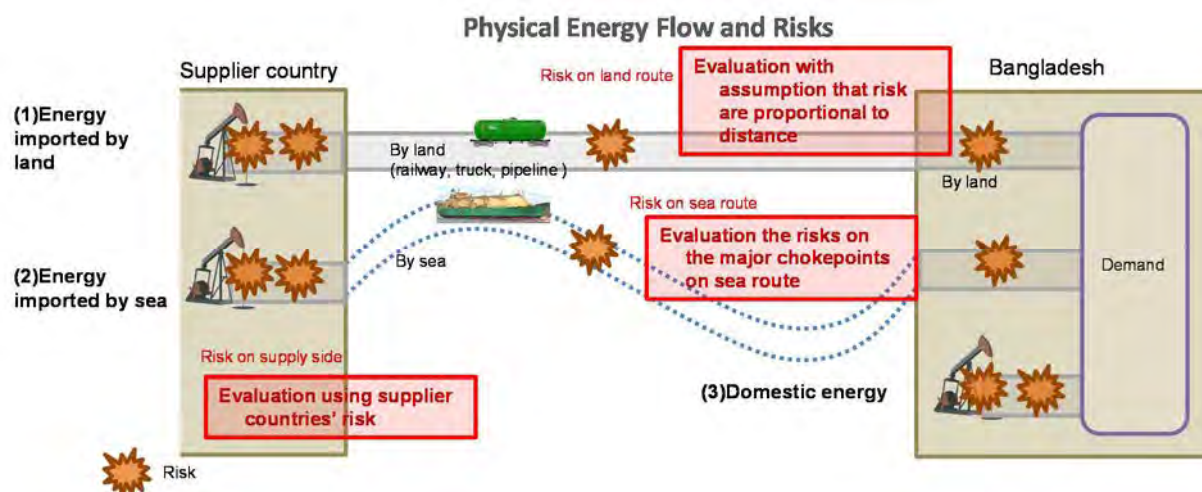 Physical Energy Flow and Risks
Supplier country
Bangladesh
(1)Energy
imported by
land
Risk on land route
Evaluation with
assumption that risk
are proportional to
distance
By land
(railway, truck, pipeline )
By land
(2)Energy
imported by sea
By sea
Risk on sea route
Evaluation the risks on
the major chokepoints
on sea route
Demand
Risk on supply side
Evaluation using supplier
countries' risk
(3)Domestic energy
Risk